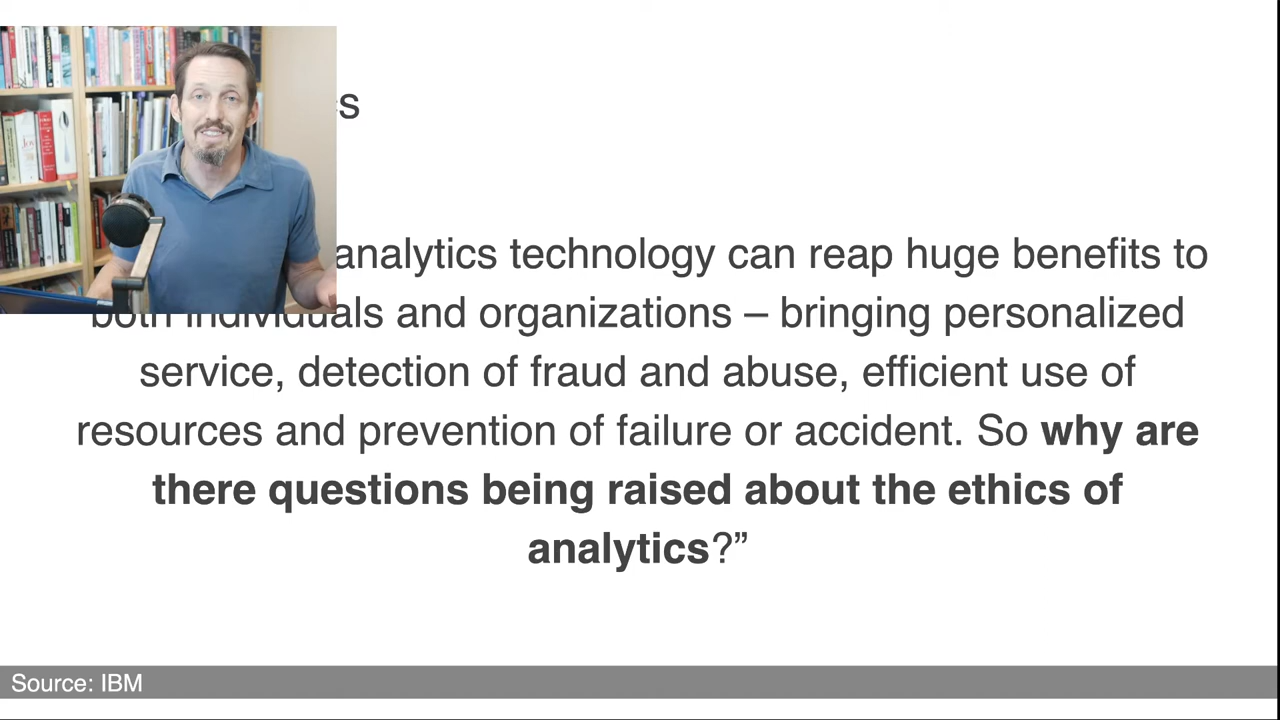 analytics technology can reap huge benefits to
both individuals and organizations – bringing personalized
service, detection of fraud and abuse, efficient use of
resources and prevention of failure or accident. So why are
there questions being raised about the ethics of
analytics?”
Source: IBM